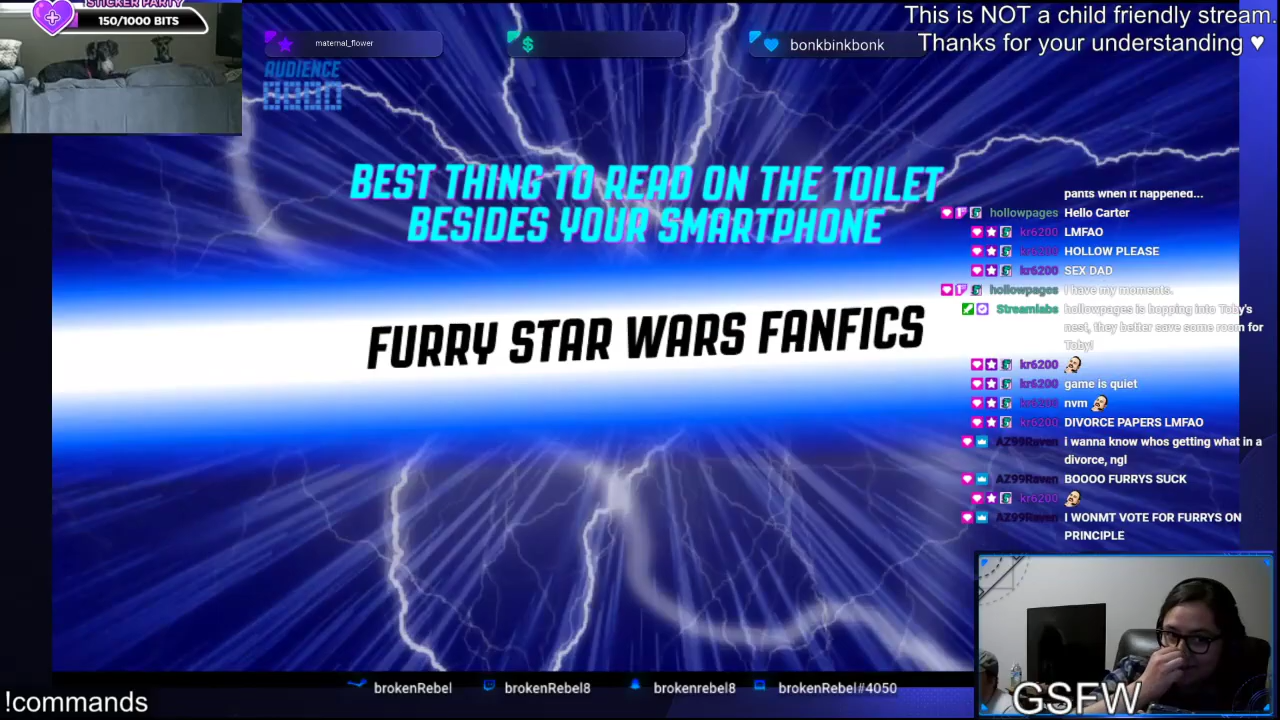 STICKER PARTY
150/1000 BITS
maternal_flower
$
bonkbinkbonk
This is NOT a child friendly stream.
Thanks for your understanding ♥
AUDIENCE
BEST THING TO READ ON THE TOILET
BESIDES YOUR SMARTPHONE
FURRY STAR WARS FANFICS
pants when it happened...
hollowpages Hello Carter
kr6200 LMFAO
kr6200 HOLLOW PLEASE
kr6200 SEX DAD
hollowpages I have my moments.
Streamlabs hollowpages is hopping into Toby's
nest, they better save some room for
Toby!
kr6200
kr6200 game is quiet
kr6200 nvm
kr6200 DIVORCE PAPERS LMFAO
AZ99Raven i wanna know whos getting what in a
divorce, ngl
AZ99Raven BOOOO FURRYS SUCK
kr6200
AZ99Raven I WONMT VOTE FOR FURRYS ON
PRINCIPLE
GSFW
brokenRebel brokenRebel8 brokenrebel8 brokenRebel#4050
!commands